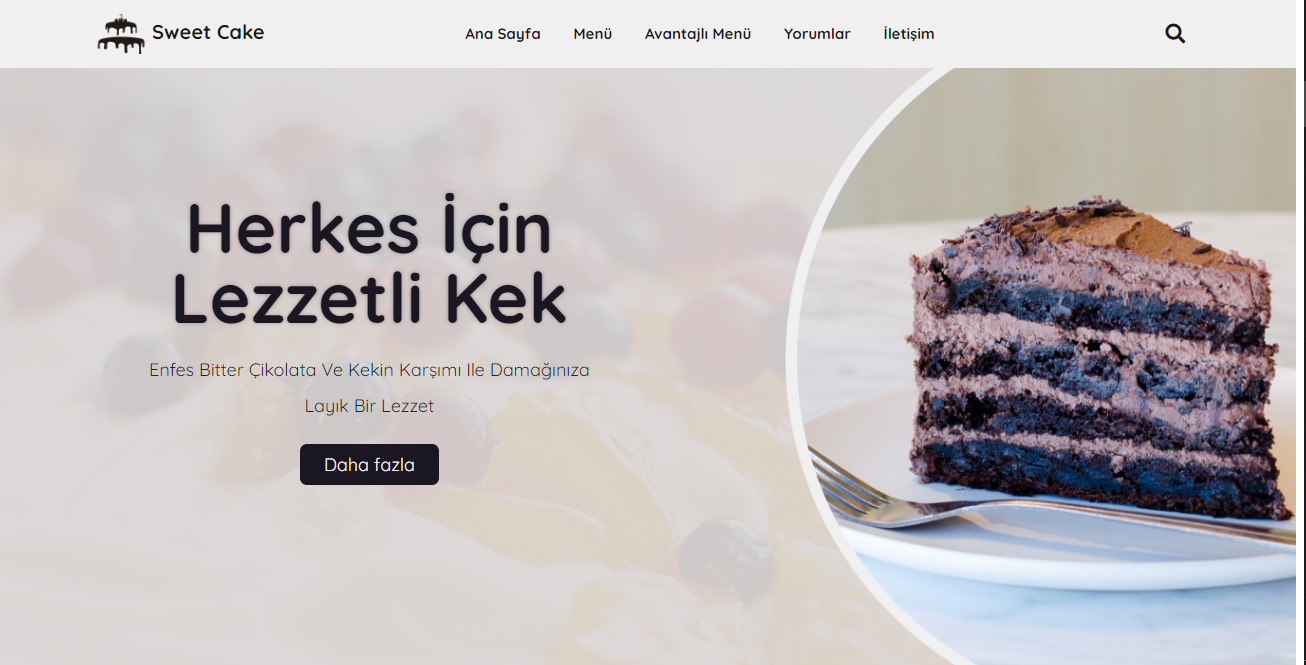 Sweet Cake
Ana Sayfa Menü Avantajlı Menü Yorumlar İletişim
Herkes İçin
Lezzetli Kek
Enfes Bitter Çikolata Ve Kekin Karşımı Ile Damağınıza
Layık Bir Lezzet
Daha fazla